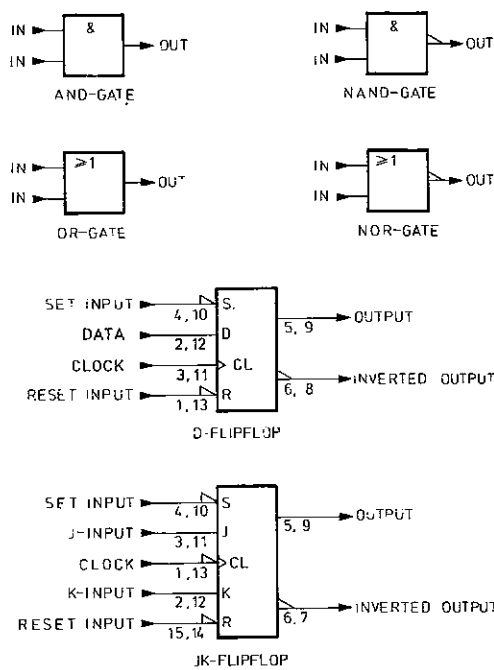 IN & OUT
IN
AND-GATE
IN & OUT
IN
NAND-GATE
IN ≥1 OUT
IN
OR-GATE
IN ≥1 OUT
IN
NOR-GATE
SET INPUT 4,10 S. 5,9 OUTPUT
DATA 2,12 D
CLOCK 3,11 CL
RESET INPUT 1,13 R 6,8 INVERTED OUTPUT
D-FLIPFLOP
SET INPUT 4,10 S 5,9 OUTPUT
J-INPUT 3,11 J
CLOCK 1,13 CL
K-INPUT 2,12 K 6,7 INVERTED OUTPUT
RESET INPUT 15,14 R
JK-FLIPFLOP